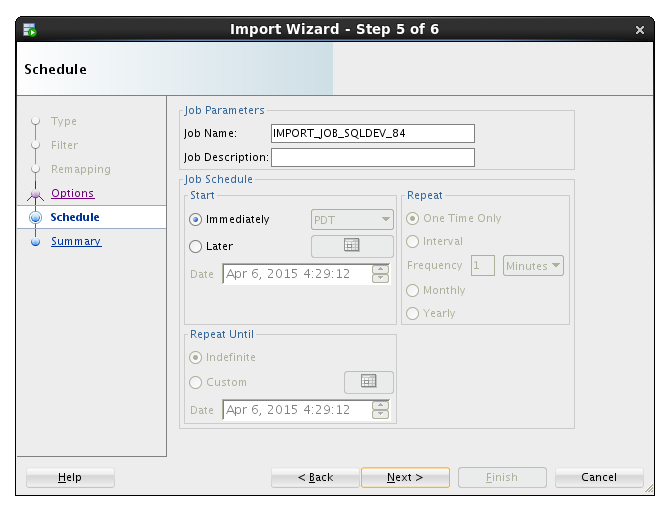 Import Wizard - Step 5 of 6
Schedule
Type
Filter
Remapping
Options
Schedule
Summary
Job Parameters
Job Name: IMPORT_JOB_SQLDEV_84
Job Description:
Job Schedule
Start
Immediately PDT
Later
Date Apr 6, 2015 4:29:12
Repeat
One Time Only
Interval
Frequency 1 Minutes
Monthly
Yearly
Repeat Until
Indefinite
Custom
Date Apr 6, 2015 4:29:12
Help < Back Next > Finish Cancel